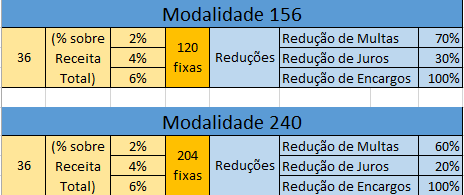 Modalidade 156
36 (% sobre Receita Total) 2% 120 fixas Reduções Redução de Multas 70%
4% Redução de Juros 30%
6% Redução de Encargos 100%
Modalidade 240
36 (% sobre Receita Total) 2% 204 fixas Reduções Redução de Multas 60%
4% Redução de Juros 20%
6% Redução de Encargos 100%